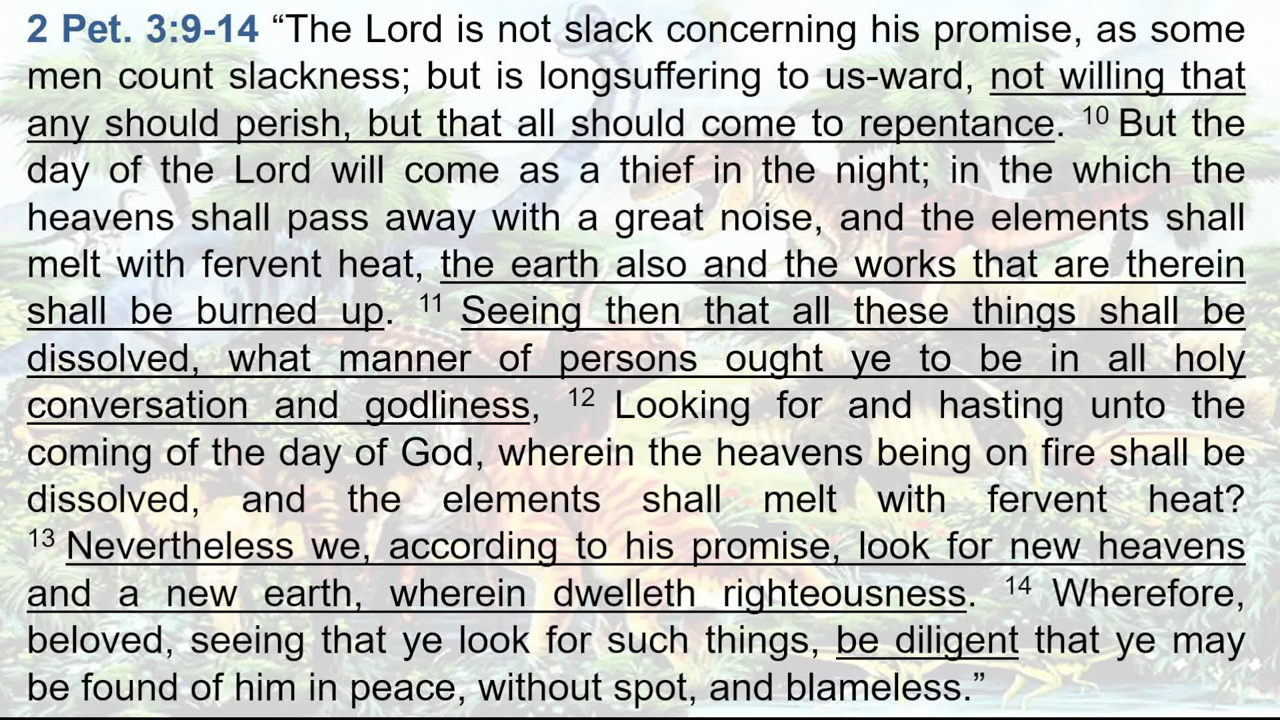 2 Pet. 3:9-14 “The Lord is not slack concerning his promise, as some
men count slackness; but is longsuffering to us-ward, not willing that
any should perish, but that all should come to repentance. 10 But the
day of the Lord will come as a thief in the night; in the which the
heavens shall pass away with a great noise, and the elements shall
melt with fervent heat, the earth also and the works that are therein
shall be burned up. 11 Seeing then that all these things shall be
dissolved, what manner of persons ought ye to be in all holy
conversation and godliness, 12 Looking for and hasting unto the
coming of the day of God, wherein the heavens being on fire shall be
dissolved, and the elements shall melt with fervent heat?
13 Nevertheless we, according to his promise, look for new heavens
and a new earth, wherein dwelleth righteousness. 14 Wherefore,
beloved, seeing that ye look for such things, be diligent that ye may
be found of him in peace, without spot, and blameless.”